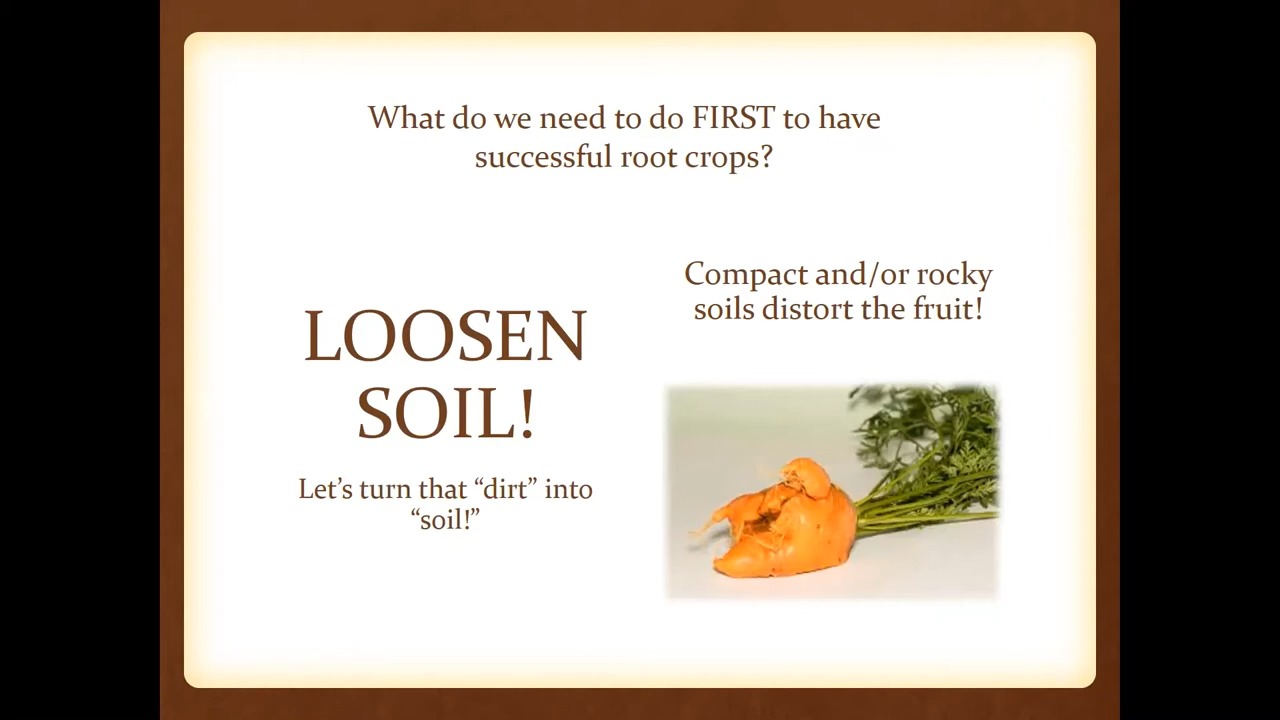 What do we need to do FIRST to have
successful root crops?
LOOSEN
SOIL!
Let’s turn that “dirt” into
“soil!”
Compact and/or rocky
soils distort the fruit!